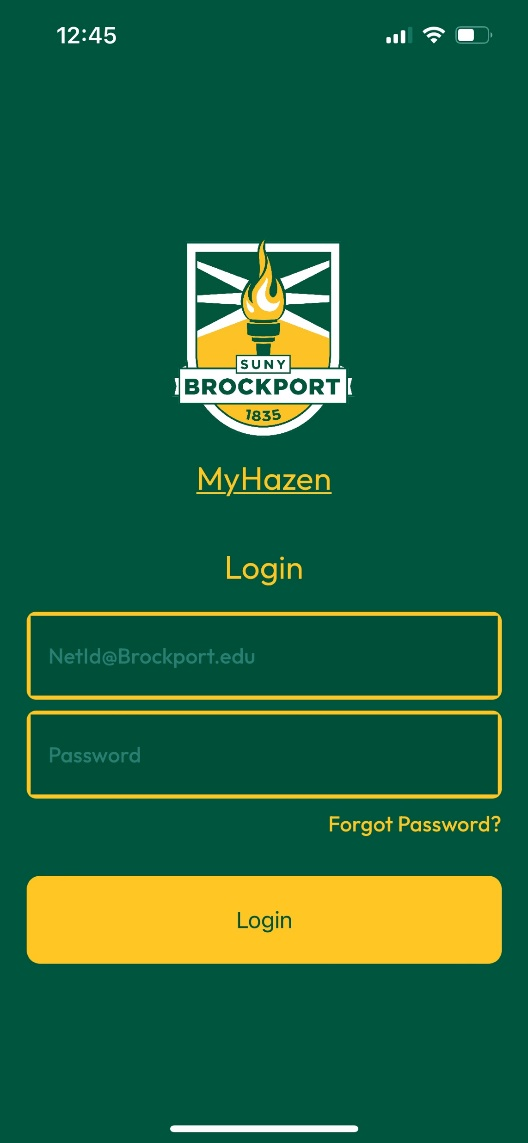 12:45
SUNY
BROCKPORT
1835
MyHazen
Login
NetId@Brockport.edu
Password
Forgot Password?
Login